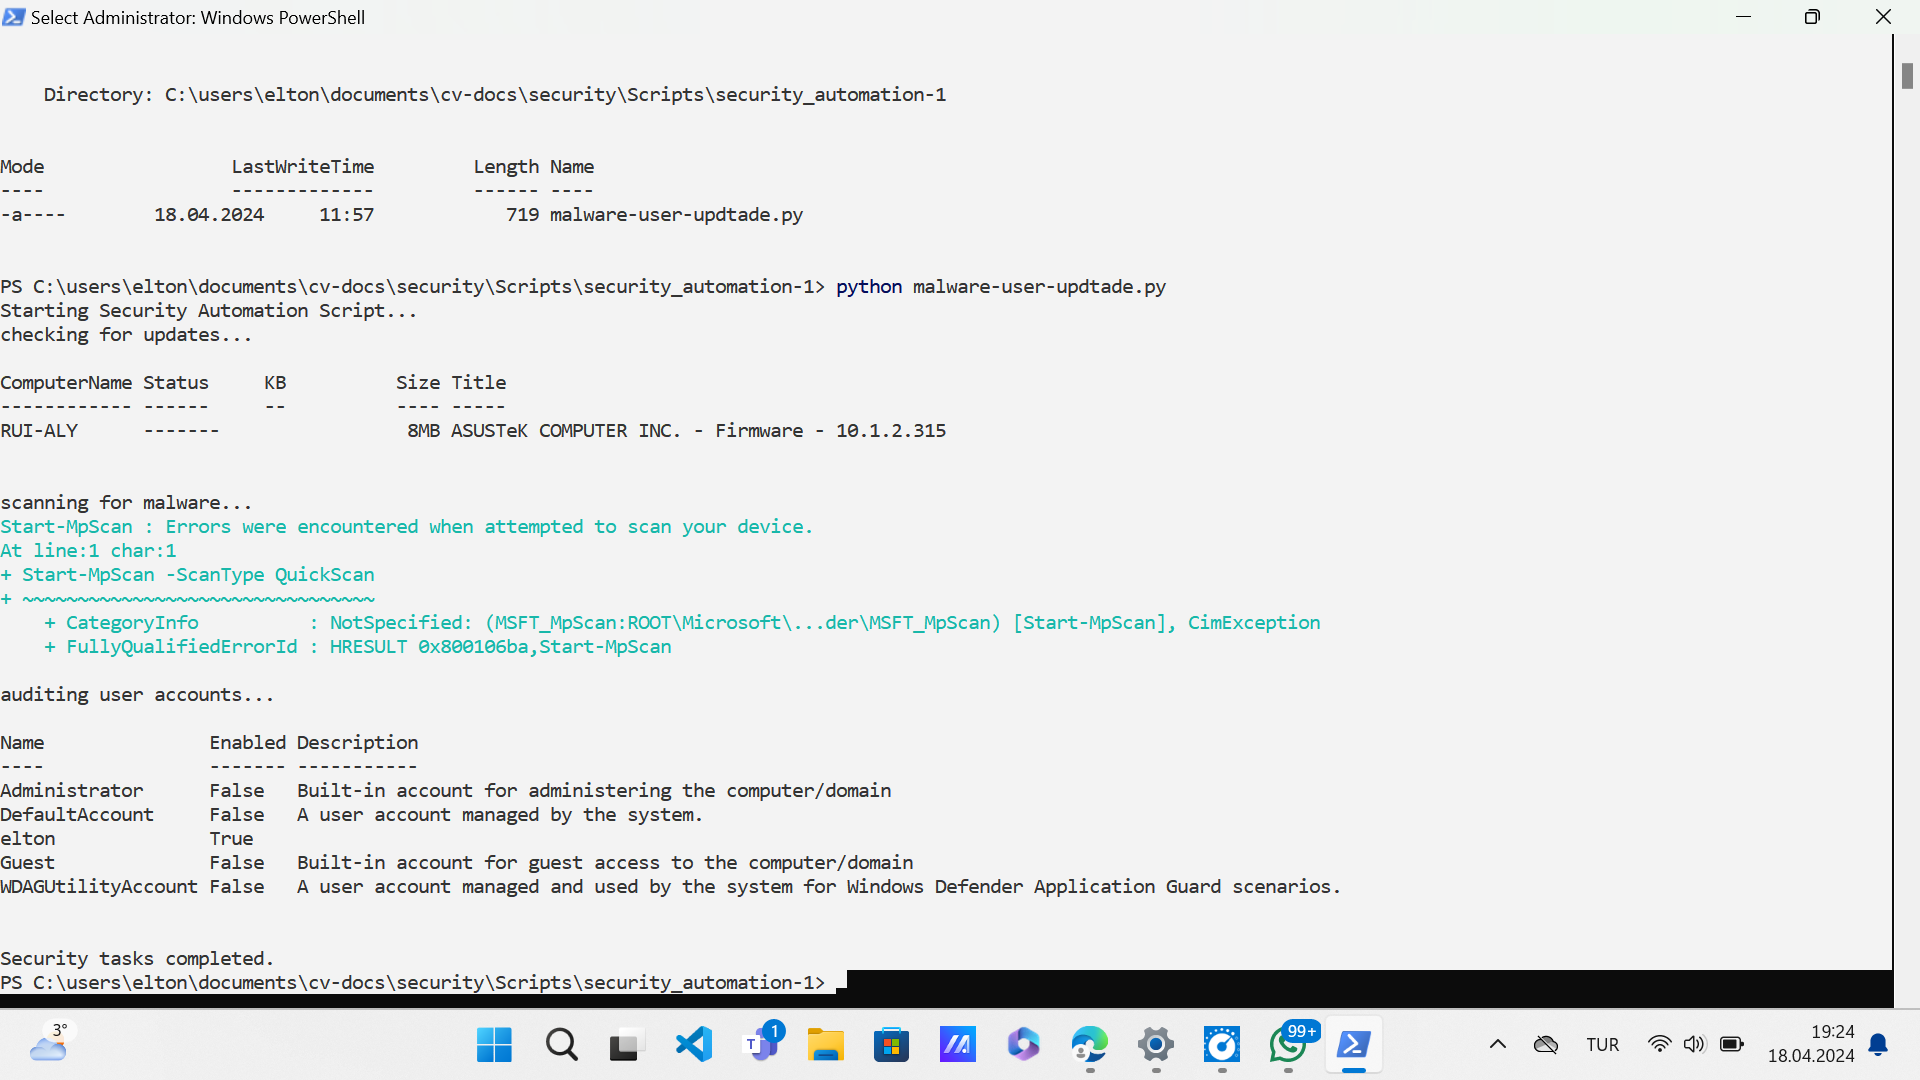 Select Administrator: Windows PowerShell
Directory: C:\users\elton\documents\cv-docs\security\Scripts\security_automation-1
Mode                 LastWriteTime         Length Name
----                 -------------         ------ ----
-a----        18.04.2024     11:57            719 malware-user-updtade.py
PS C:\users\elton\documents\cv-docs\security\Scripts\security_automation-1> python malware-user-updtade.py
Starting Security Automation Script...
checking for updates...
ComputerName Status     KB          Size Title
------------ ------     --          ---- -----
RUI-ALY      -------                 8MB ASUSTeK COMPUTER INC. - Firmware - 10.1.2.315
scanning for malware...
Start-MpScan : Errors were encountered when attempted to scan your device.
At line:1 char:1
+ Start-MpScan -ScanType QuickScan
+ ~~~~~~~~~~~~~~~~~~~~~~~~~~~~~~~~
    + CategoryInfo          : NotSpecified: (MSFT_MpScan:ROOT\Microsoft\...der\MSFT_MpScan) [Start-MpScan], CimException
    + FullyQualifiedErrorId : HRESULT 0x800106ba,Start-MpScan
auditing user accounts...
Name               Enabled Description
----               ------- -----------
Administrator      False   Built-in account for administering the computer/domain
DefaultAccount     False   A user account managed by the system.
elton              True
Guest              False   Built-in account for guest access to the computer/domain
WDAGUtilityAccount False   A user account managed and used by the system for Windows Defender Application Guard scenarios.
Security tasks completed.
PS C:\users\elton\documents\cv-docs\security\Scripts\security_automation-1>
3°
1
T
99+
TUR
19:24
18.04.2024